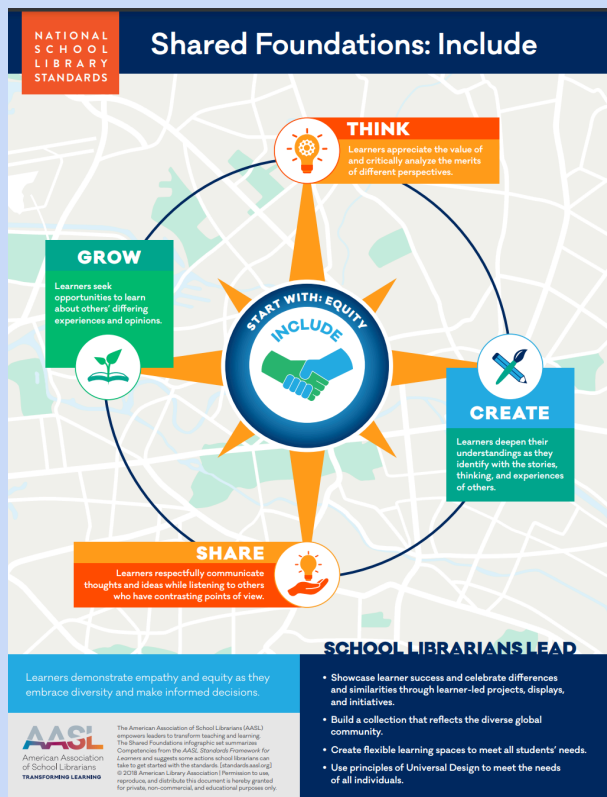 NATIONAL
SCHOOL
LIBRARY
STANDARDS
Shared Foundations: Include
THINK
Learners appreciate the value of
and critically analyze the merits
of different perspectives.
GROW
Learners seek
opportunities to learn
about others' differing
experiences and opinions.
START WITH: EQUITY
INCLUDE
CREATE
Learners deepen their
understandings as they
identify with the stories,
thinking, and experiences
of others.
SHARE
Learners respectfully communicate
thoughts and ideas while listening to others
who have contrasting points of view.
Learners demonstrate empathy and equity as they
embrace diversity and make informed decisions.
AASL
American Association
of School Librarians
TRANSFORMING LEARNING
The American Association of School Librarians (AASL)
empowers leaders to transform teaching and learning.
The Shared Foundations infographic set summarizes
Competencies from the AASL Standards Framework for
Learners and suggests some actions school librarians can
take to get started with the standards. [standards.aasl.org]
© 2018 American Library Association | Permission to use,
reproduce, and distribute this document is hereby granted
for private, non-commercial, and educational purposes only.
SCHOOL LIBRARIANS LEAD
• Showcase learner success and celebrate differences
and similarities through learner-led projects, displays,
and initiatives.
• Build a collection that reflects the diverse global
community.
• Create flexible learning spaces to meet all students' needs.
• Use principles of Universal Design to meet the needs
of all individuals.